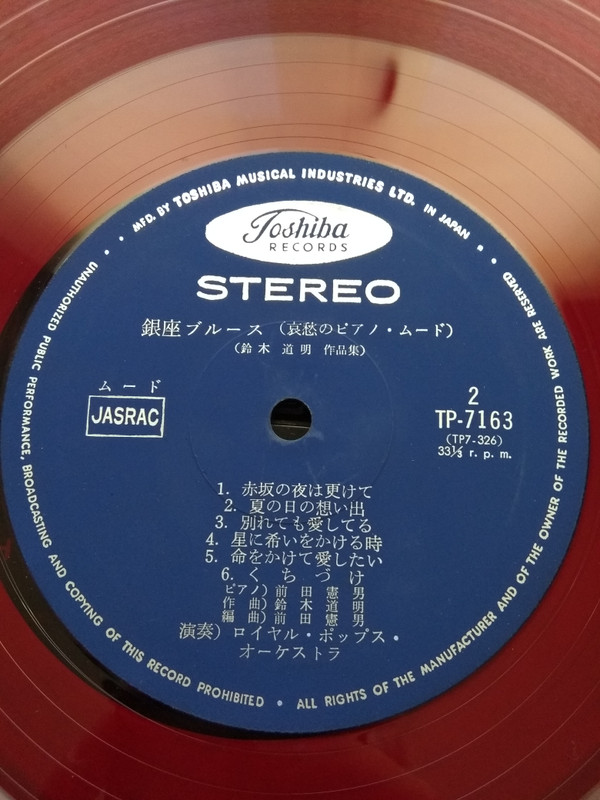 MFD. BY TOSHIBA MUSICAL INDUSTRIES LTD. IN JAPAN
Toshiba
RECORDS
STEREO
銀座ブルース（哀愁のピアノ・ムード）
（鈴木道明 作品集）
ムード
JASRAC
2
TP-7163
(TP7-326)
33⅓ r. p. m.
1. 赤坂の夜は更けて
2. 夏の日の想い出
3. 別れても愛してる
4. 星に希いをかける時
5. 命をかけて愛したい
6. くちづけ
ピアノ）前田憲男
作曲）鈴木道明
編曲）前田憲男
演奏）ロイヤル・ポップス・
オーケストラ
UNAUTHORIZED PUBLIC PERFORMANCE, BROADCASTING AND COPYING OF THIS RECORD PROHIBITED • ALL RIGHTS OF THE MANUFACTURER AND OF THE OWNER OF THE RECORDED WORK ARE RESERVED